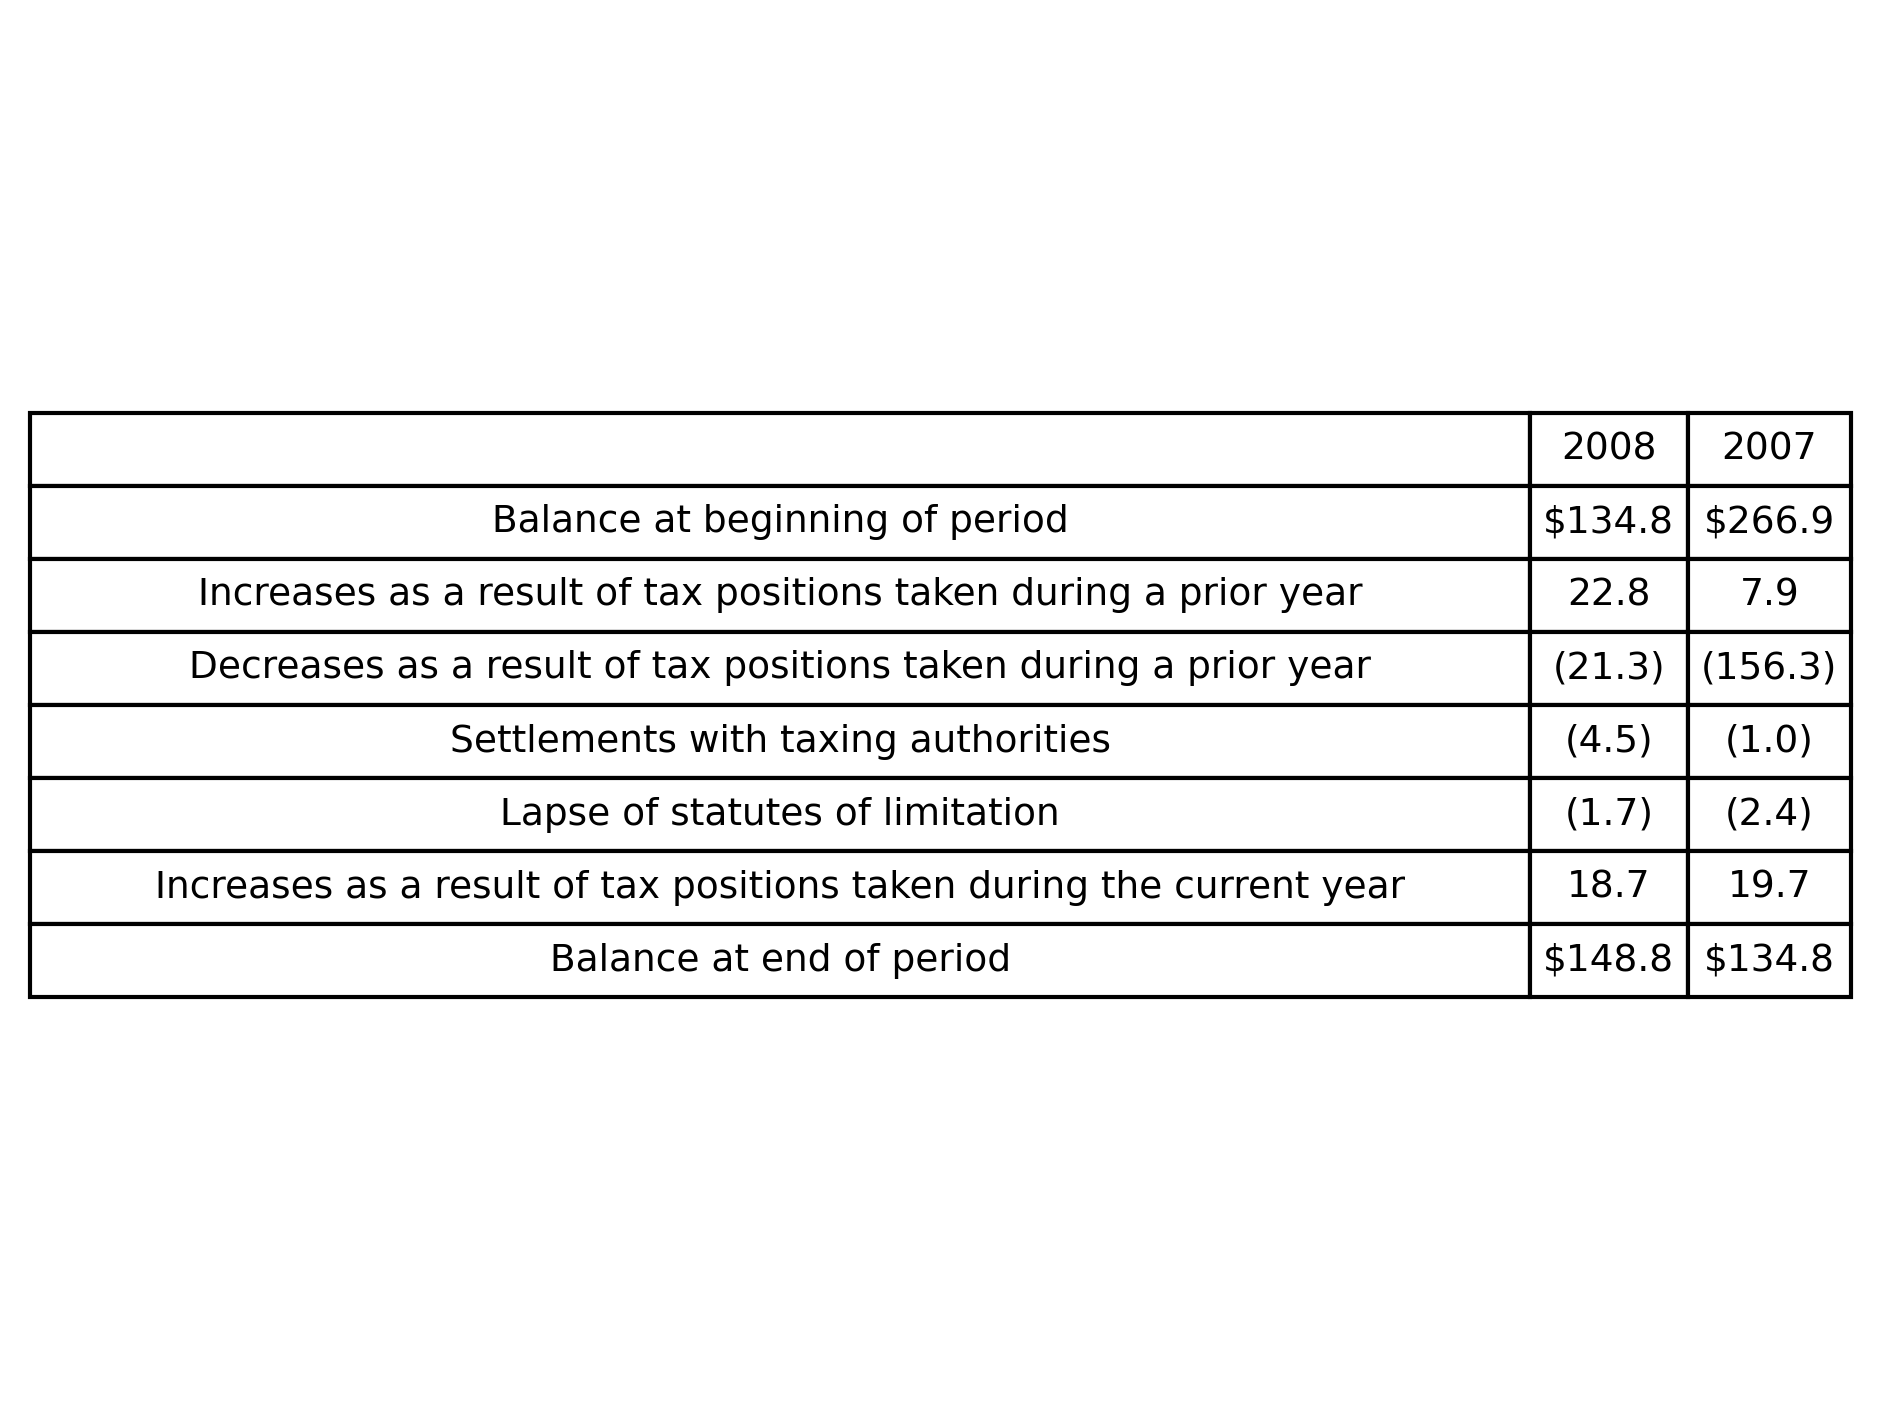 2008 2007
Balance at beginning of period $134.8 $266.9
Increases as a result of tax positions taken during a prior year 22.8 7.9
Decreases as a result of tax positions taken during a prior year (21.3) (156.3)
Settlements with taxing authorities (4.5) (1.0)
Lapse of statutes of limitation (1.7) (2.4)
Increases as a result of tax positions taken during the current year 18.7 19.7
Balance at end of period $148.8 $134.8